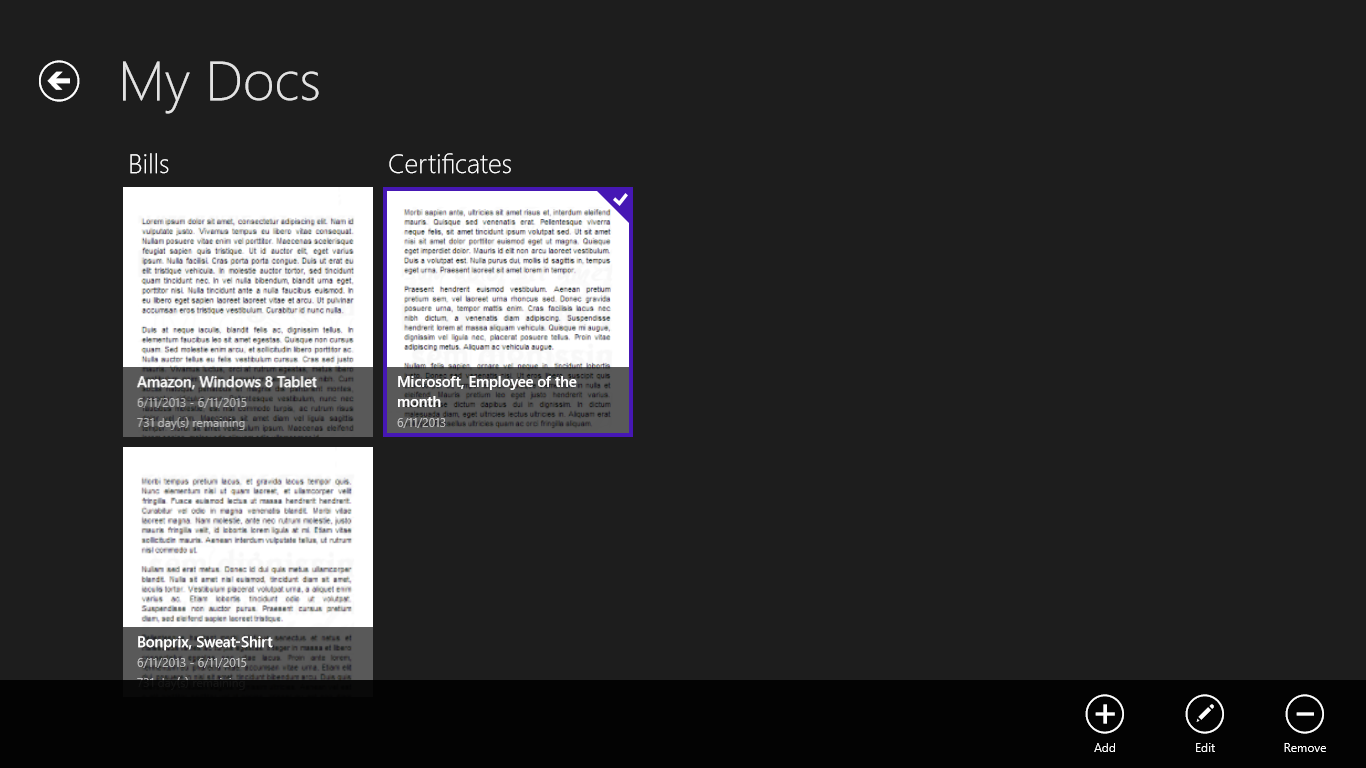 My Docs
Bills
Certificates
Lorem ipsum dolor sit amet, consectetur adipiscing elit. Nam id
vulputate justo. Vivamus tempus eu libero vitae consequat.
Nullam posuere vitae enim vel porttitor. Maecenas scelerisque
feugiat sapien quis tristique. Ut id auctor elit, eget varius
ipsum. Nulla facilisi. Cras porta porta congue. Duis ut erat eu
elit tristique vehicula. In molestie auctor tortor, sed tincidunt
quam tincidunt nec. In vel nulla bibendum, blandit urna eget,
porttitor nisi. Nulla tincidunt ante a nulla faucibus euismod. In
eu libero eget sapien laoreet laoreet vitae et arcu. Ut pulvinar
accumsan eros tristique vestibulum. Curabitur id nunc nulla.
Duis at neque iaculis, blandit felis ac, dignissim tellus. In
elementum faucibus leo sit amet egestas. Quisque non cursus
quam. Sed molestie enim arcu, et sollicitudin libero porttitor ac.
Nulla auctor tellus eu felis vestibulum cursus. Cras sed justo
Amazon, Windows 8 Tablet
6/11/2013 - 6/11/2015
731 day(s) remaining
Morbi sapien ante, ultricies sit amet risus et, interdum eleifend
mauris. Quisque sed venenatis erat. Pellentesque viverra
neque felis, sit amet tincidunt ipsum volutpat sed. Ut sit amet
nisi sit amet dolor porttitor euismod eget ut magna. Quisque
eget imperdiet dolor. Mauris id elit non arcu laoreet vestibulum.
Duis a volutpat est. Nulla purus dui, mollis id sagittis in, tempus
eget urna. Praesent laoreet sit amet lorem in tempor.
Praesent hendrerit euismod vestibulum. Aenean pretium
pretium sem, vel laoreet urna rhoncus sed. Donec gravida
posuere urna, tempor mattis enim. Cras facilisis lacus nec
nibh dictum, a venenatis diam adipiscing. Suspendisse
hendrerit lorem at massa aliquam vehicula. Quisque mi augue,
dignissim vel ligula nec, placerat posuere tellus. Proin vitae
adipiscing metus. Aliquam ac vehicula augue.
Microsoft, Employee of the
month
6/11/2013
Morbi tempus pretium lacus, et gravida lacus tempor quis.
Nunc elementum nisl ut quam laoreet, et ullamcorper velit
fringilla. Fusce euismod lectus ut massa hendrerit hendrerit.
Curabitur vel odio in magna venenatis blandit. Morbi vitae
laoreet magna. Nam molestie, ante nec rutrum molestie, justo
mauris fringilla velit, id lobortis lorem ligula at mi. Etiam vitae
sollicitudin mauris. Aenean interdum vulputate tellus, ut rutrum
nisl commodo ut.
Nullam sed erat metus. Donec id dui quis metus ullamcorper
blandit. Nulla sit amet nisl euismod, tincidunt diam sit amet,
iaculis tortor. Vestibulum placerat volutpat urna, a aliquet enim
varius ac. Etiam lobortis tincidunt odio ut volutpat.
Suspendisse non auctor purus. Praesent cursus pretium
diam, sed eleifend sapien laoreet tristique.
Bonprix, Sweat-Shirt
6/11/2013 - 6/11/2015
731 day(s) remaining
Add
Edit
Remove